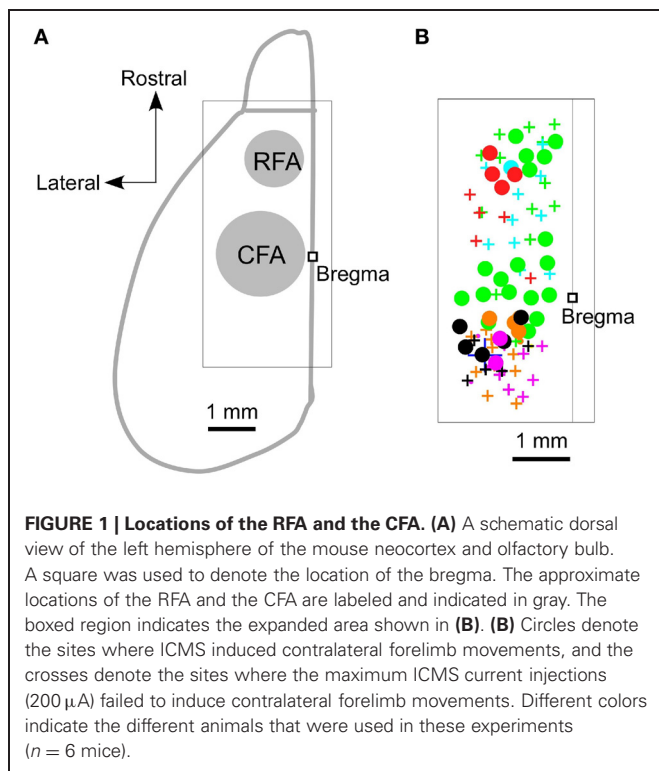 A
B
Rostral
Lateral
RFA
CFA
Bregma
1 mm
Bregma
1 mm
FIGURE 1 | Locations of the RFA and the CFA. (A) A schematic dorsal
view of the left hemisphere of the mouse neocortex and olfactory bulb.
A square was used to denote the location of the bregma. The approximate
locations of the RFA and the CFA are labeled and indicated in gray. The
boxed region indicates the expanded area shown in (B). (B) Circles denote
the sites where ICMS induced contralateral forelimb movements, and the
crosses denote the sites where the maximum ICMS current injections
(200 μA) failed to induce contralateral forelimb movements. Different colors
indicate the different animals that were used in these experiments
(n = 6 mice).